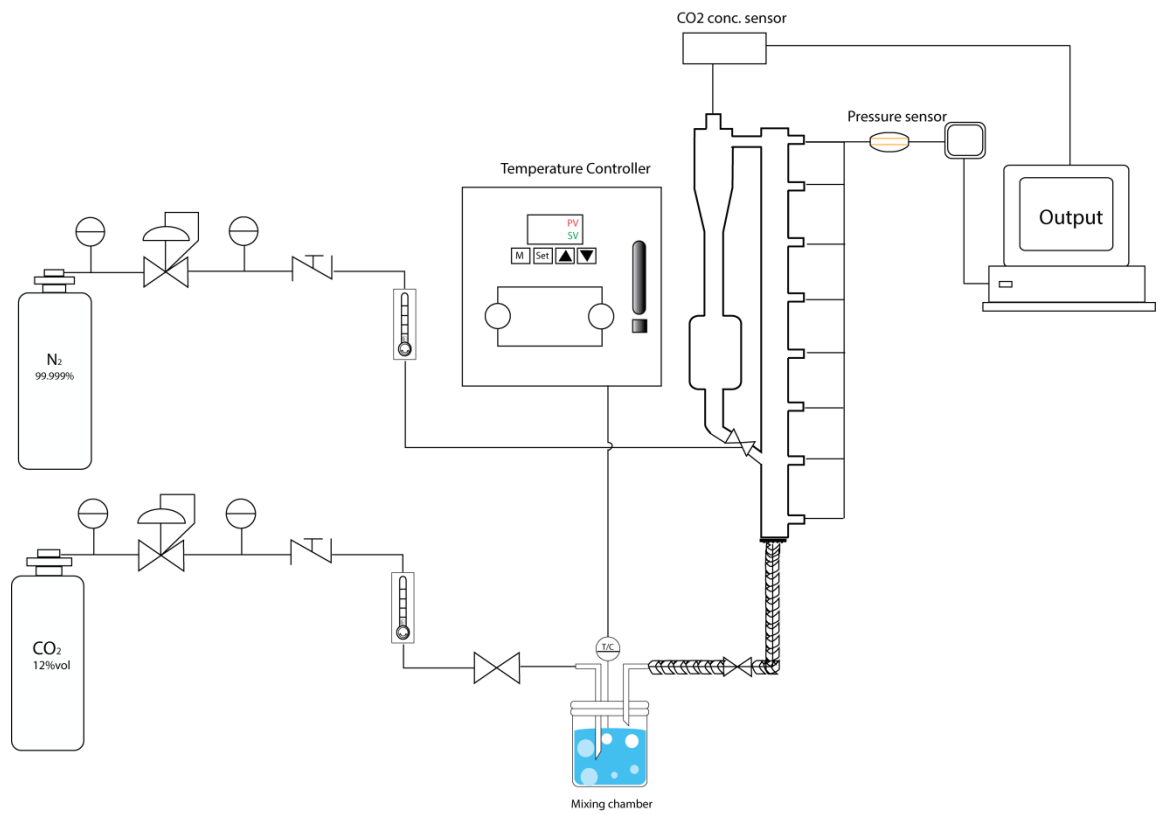 CO2 conc. sensor
Pressure sensor
Temperature Controller
PV
SV
M Set
Output
N2
99.999%
CO2
12%vol
T/C
Mixing chamber